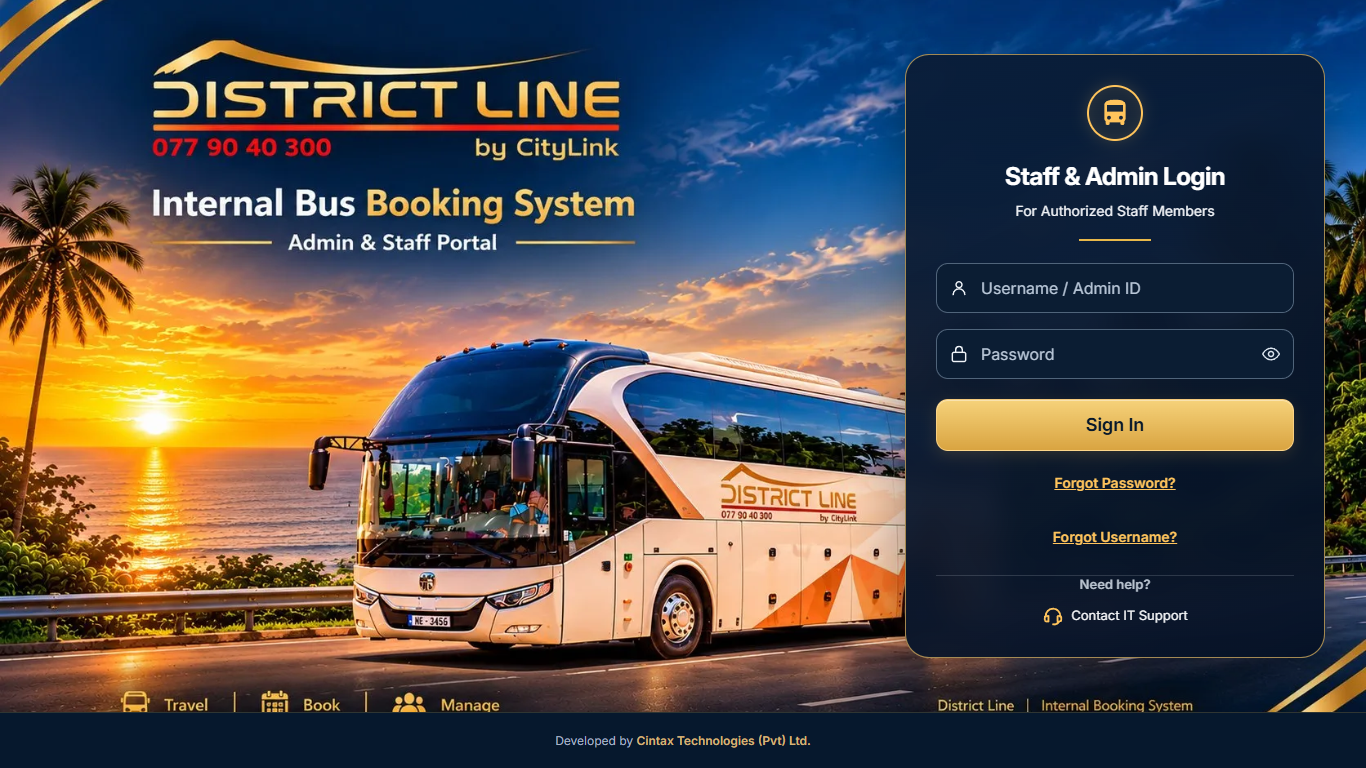 DISTRICT LINE
077 90 40 300 by CityLink
Internal Bus Booking System
Admin & Staff Portal
Staff & Admin Login
For Authorized Staff Members
Username / Admin ID
Password
Sign In
Forgot Password?
Forgot Username?
Need help?
Contact IT Support
DISTRICT LINE
077 90 40 300 by CityLink
NE - 3456
Travel | Book | Manage
District Line | Internal Booking System
Developed by Cintax Technologies (Pvt) Ltd.